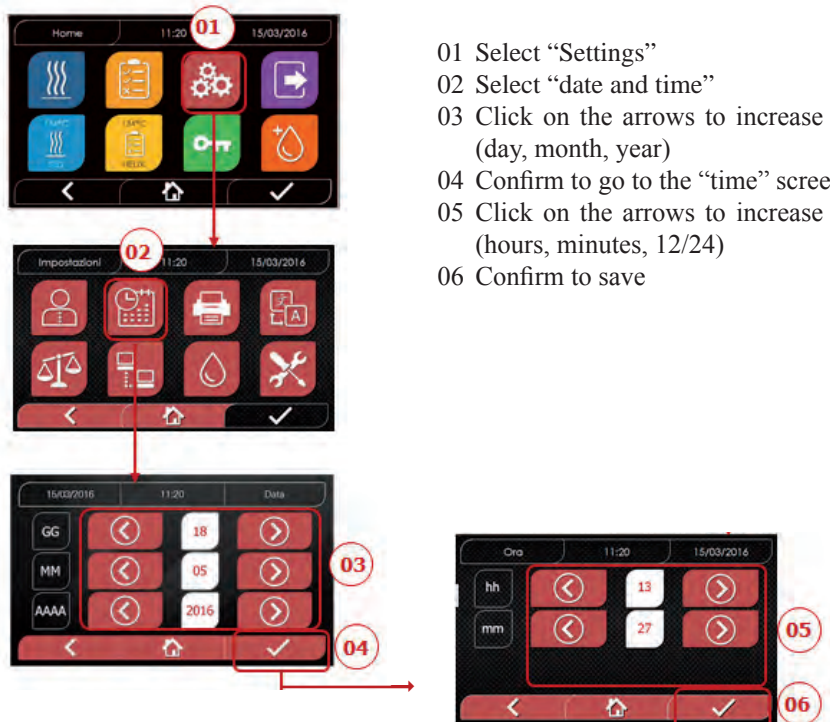 Home 11:20 01 15/03/2016
01 Select “Settings”
02 Select “date and time”
03 Click on the arrows to increase
(day, month, year)
04 Confirm to go to the “time” scree
05 Click on the arrows to increase
(hours, minutes, 12/24)
06 Confirm to save
HELIX
02
Impostazioni 11:20 15/03/2016
A
15/03/2016 11:20 Data
GG 18
MM 05
AAAA 2016
03
04
Ora 11:20 15/03/2016
hh 13
mm 27
05
06